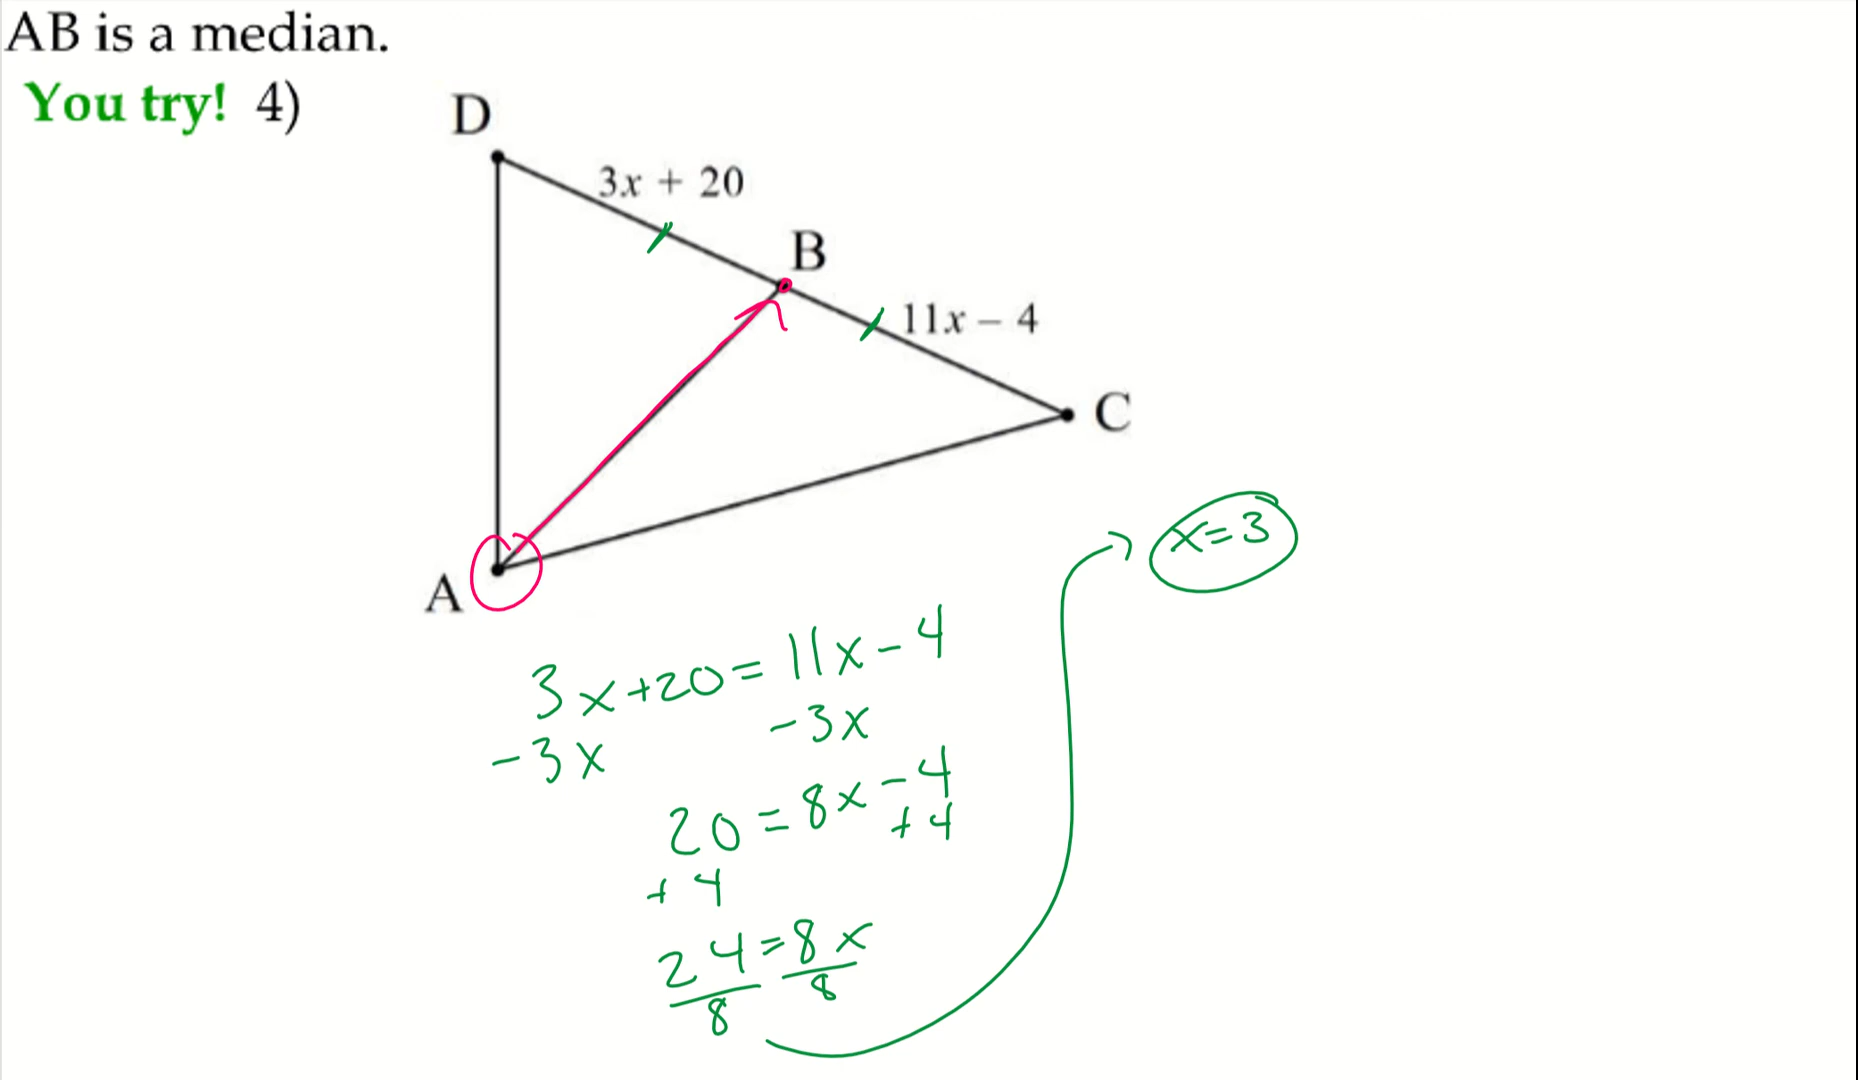 AB is a median.
You try! 4)
D
3x + 20
B
11x – 4
C
A
x=3
3x+20=11x-4
-3x -3x
20=8x-4
+4 +4
24=8x
8 8